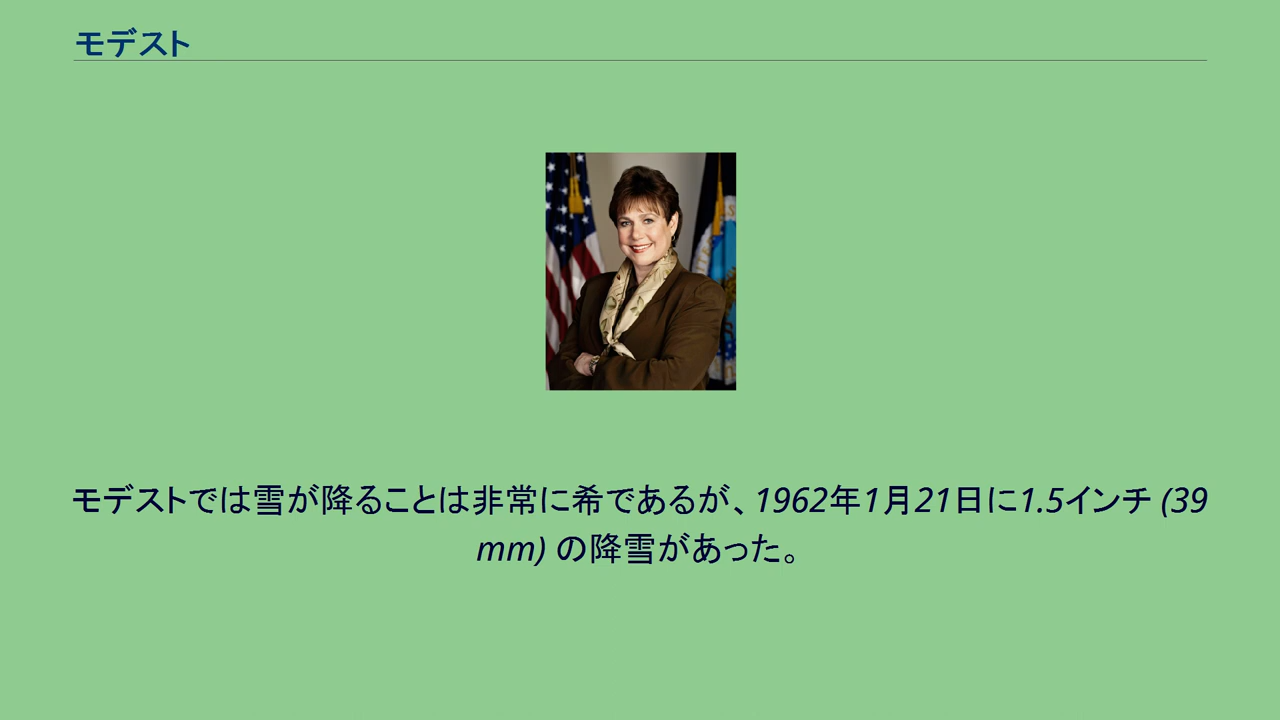 モデスト
モデストでは雪が降ることは非常に希であるが、1962年1月21日に1.5インチ (39
mm) の降雪があった。